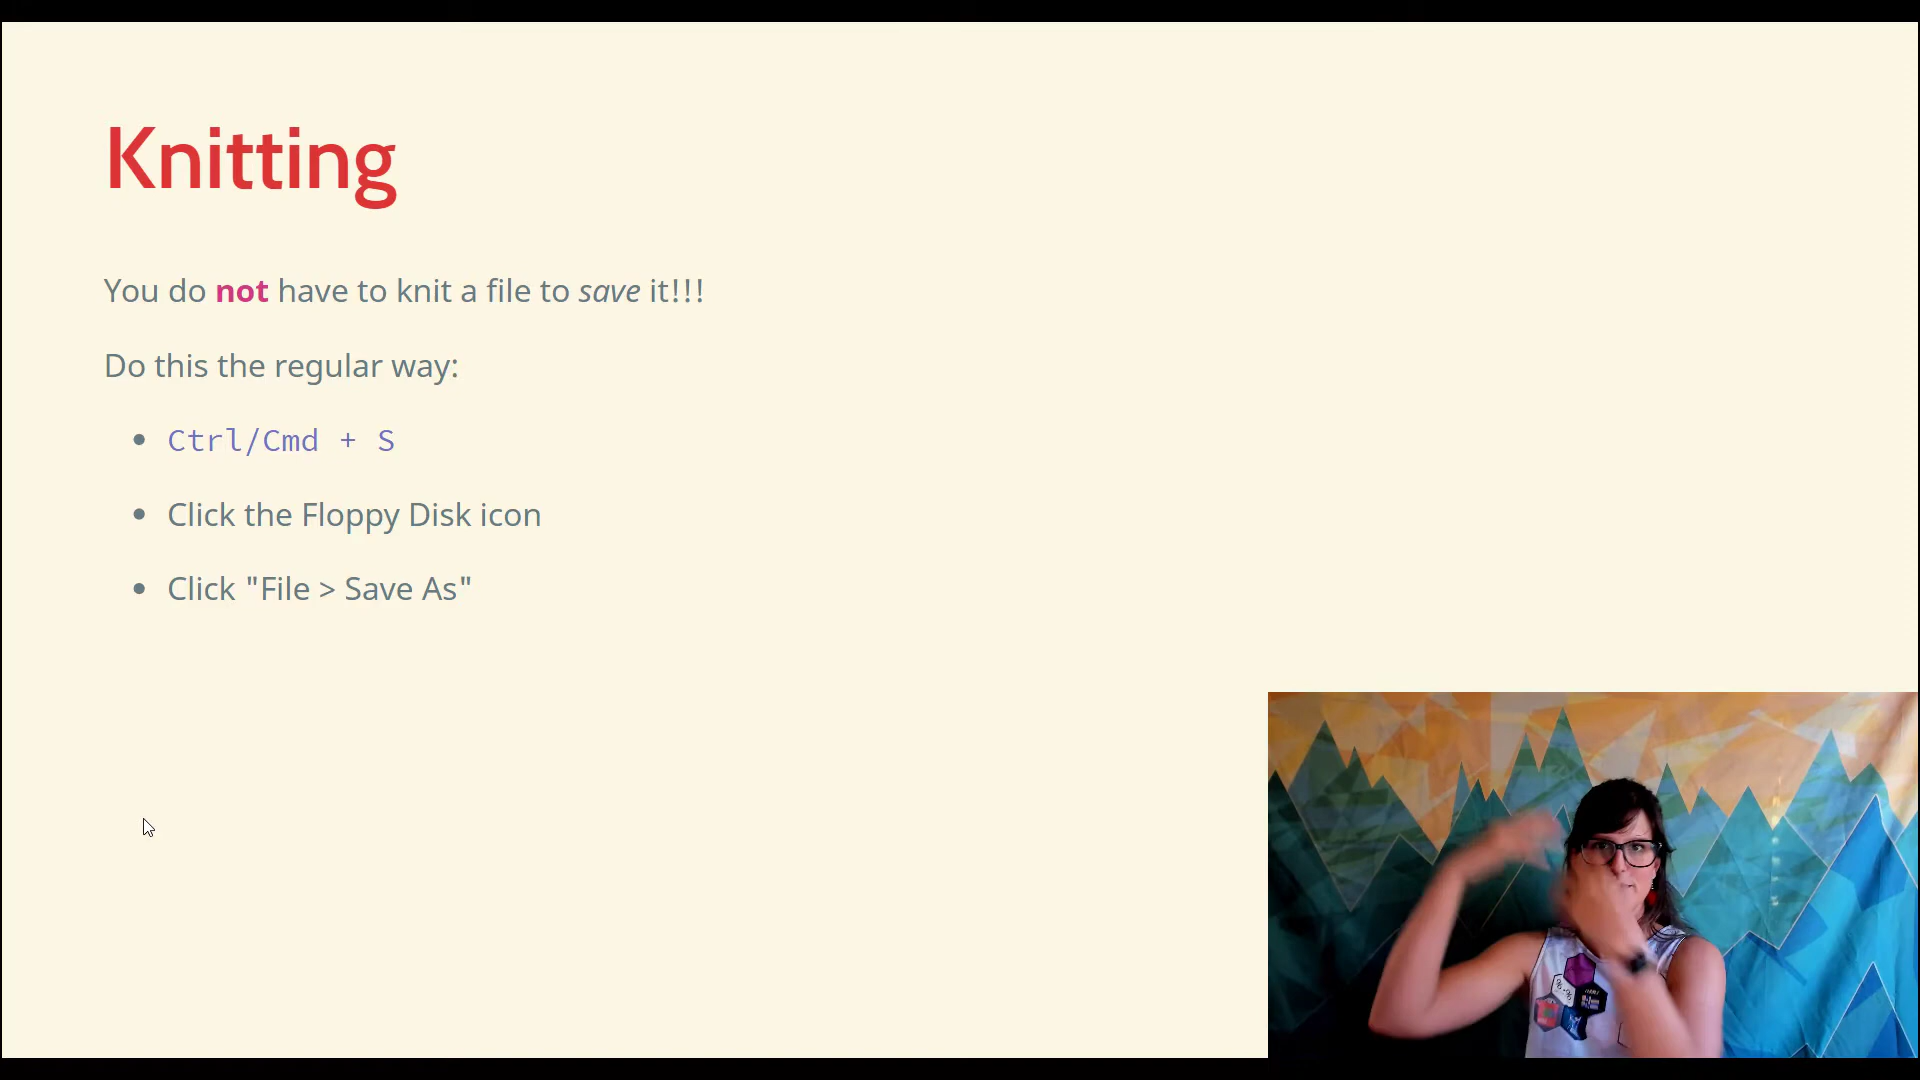 Knitting
You do not have to knit a file to save it!!!
Do this the regular way:
Ctrl/Cmd + S
Click the Floppy Disk icon
Click "File > Save As"